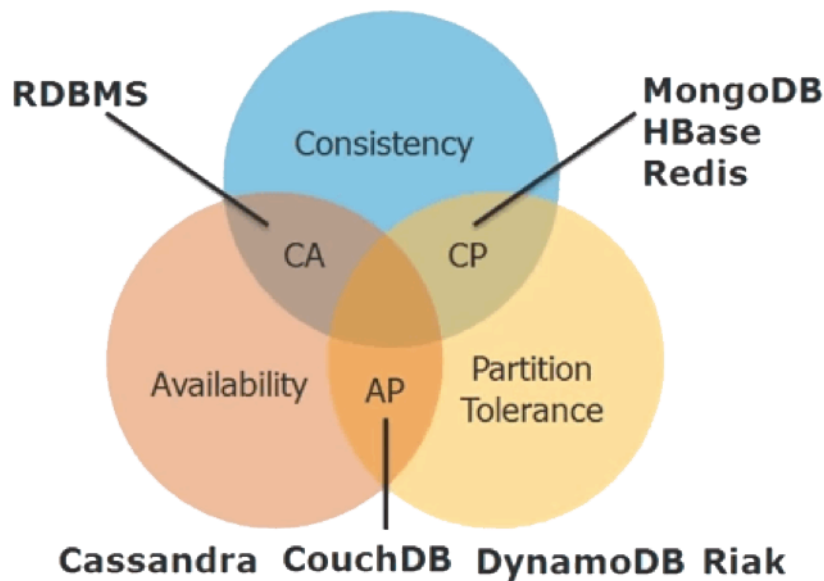 RDBMS
MongoDB
HBase
Redis
Consistency
CA
CP
Availability
AP
Partition
Tolerance
Cassandra CouchDB DynamoDB Riak